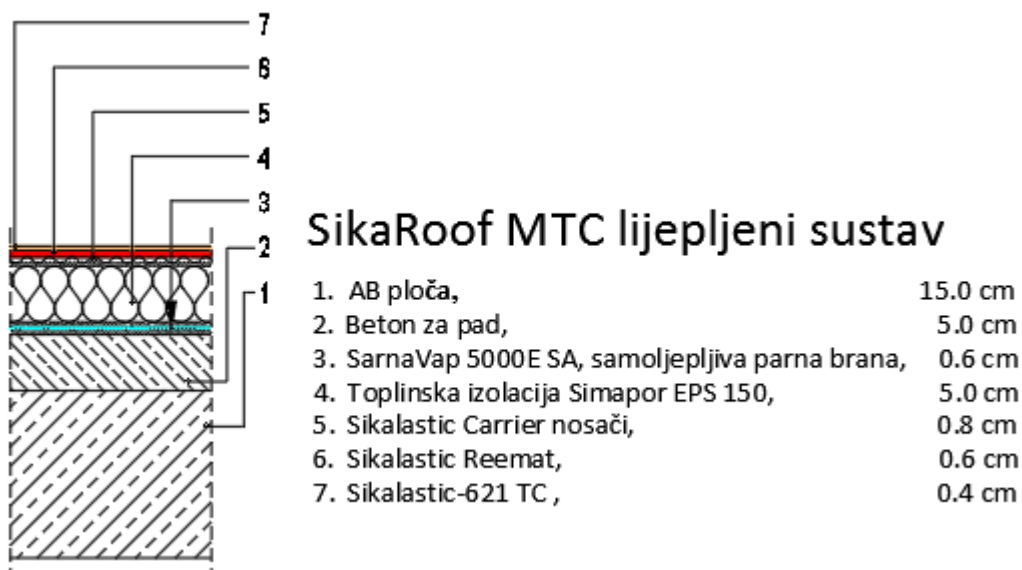 7
6
5
4
3
2
1
SikaRoof MTC lijepljeni sustav
1. AB ploča, 15.0 cm
2. Beton za pad, 5.0 cm
3. SarnaVap 5000E SA, samoljepljiva parna brana, 0.6 cm
4. Toplinska izolacija Simapor EPS 150, 5.0 cm
5. Sikalastic Carrier nosači, 0.8 cm
6. Sikalastic Reemat, 0.6 cm
7. Sikalastic-621 TC , 0.4 cm